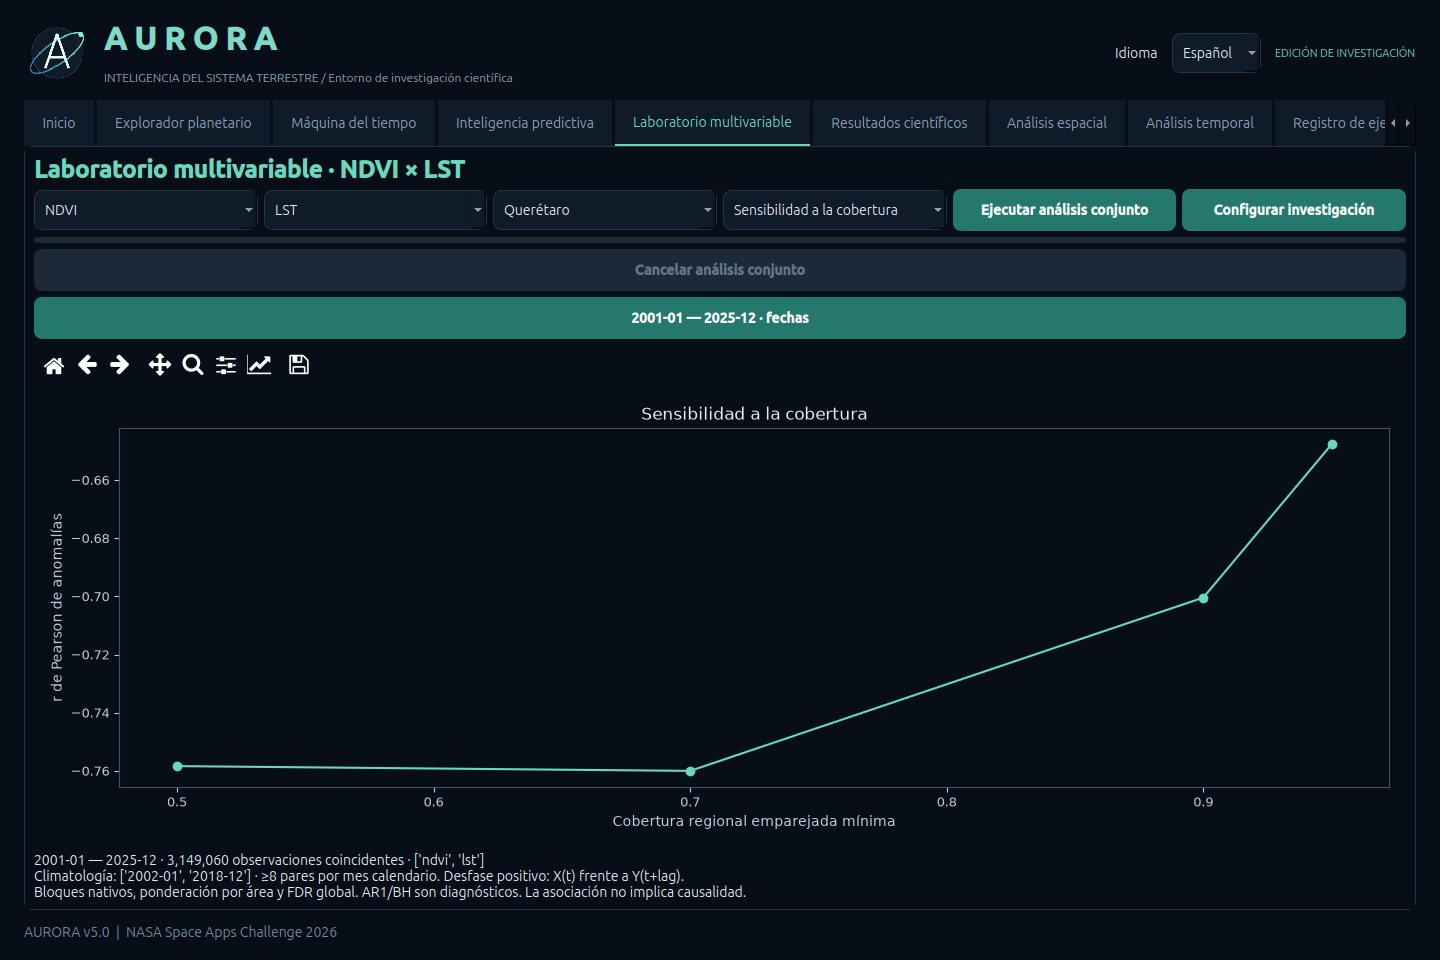 AURORA
INTELIGENCIA DEL SISTEMA TERRESTRE / Entorno de investigación científica
Idioma
Español
EDICIÓN DE INVESTIGACIÓN
Inicio
Explorador planetario
Máquina del tiempo
Inteligencia predictiva
Laboratorio multivariable
Resultados científicos
Análisis espacial
Análisis temporal
Registro de eje
Laboratorio multivariable · NDVI × LST
NDVI
LST
Querétaro
Sensibilidad a la cobertura
Ejecutar análisis conjunto
Configurar investigación
Cancelar análisis conjunto
2001-01 — 2025-12 · fechas
Sensibilidad a la cobertura
r de Pearson de anomalías
−0.66
−0.68
−0.70
−0.72
−0.74
−0.76
0.5
0.6
0.7
0.8
0.9
Cobertura regional emparejada mínima
2001-01 — 2025-12 · 3,149,060 observaciones coincidentes · ['ndvi', 'lst']
Climatología: ['2002-01', '2018-12'] · ≥8 pares por mes calendario. Desfase positivo: X(t) frente a Y(t+lag).
Bloques nativos, ponderación por área y FDR global. AR1/BH son diagnósticos. La asociación no implica causalidad.
AURORA v5.0 | NASA Space Apps Challenge 2026